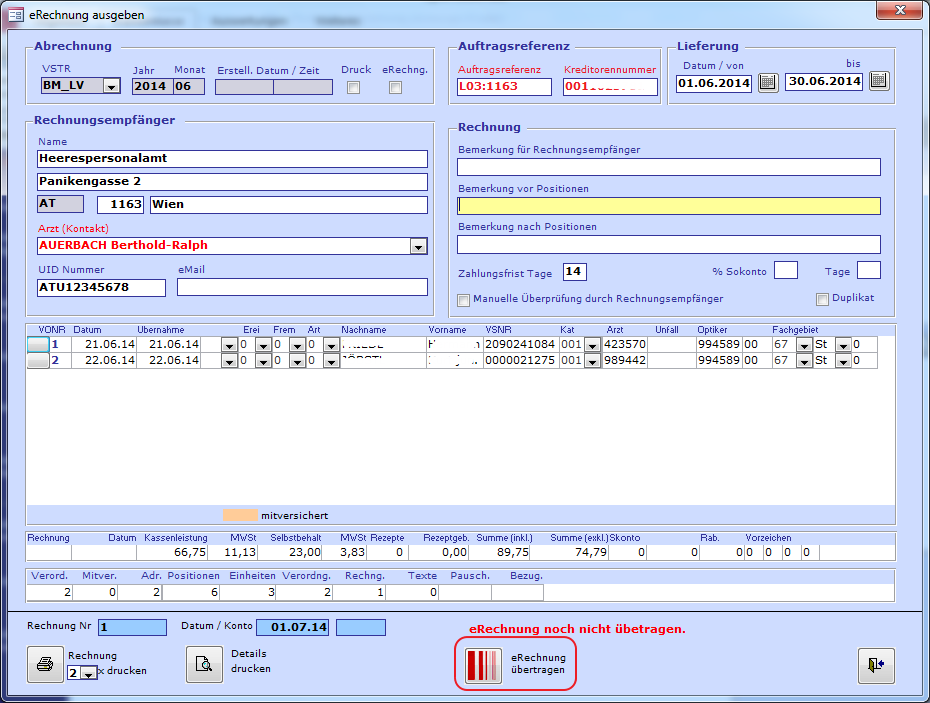 eRechnung ausgeben
Abrechnung
VSTR Jahr Monat Erstell. Datum / Zeit Druck eRechng.
BM_LV 2014 06
Auftragsreferenz
Auftragsreferenz Kreditorennummer
L03:1163 001
Lieferung
Datum / von bis
01.06.2014 30.06.2014
Rechnungsempfänger
Name
Heerespersonalamt
Panikengasse 2
AT 1163 Wien
Arzt (Kontakt)
AUERBACH Berthold-Ralph
UID Nummer eMail
ATU12345678
Rechnung
Bemerkung für Rechnungsempfänger
Bemerkung vor Positionen
Bemerkung nach Positionen
Zahlungsfrist Tage 14 % Sokonto Tage
Manuelle Überprüfung durch Rechnungsempfänger Duplikat
VONR Datum Übernahme Erei Frem Art Nachname Vorname VSNR Kat Arzt Unfall Optiker Fachgebiet
1 21.06.14 21.06.14 0 0 0 2090241084 001 423570 994589 00 67 St 0
2 22.06.14 22.06.14 0 0 0 0000021275 001 989442 994589 00 67 St 0
mitversichert
Rechnung Datum Kassenleistung MWSt Selbstbehalt MWSt Rezepte Rezeptgeb. Summe (inkl.) Summe (exkl.) Skonto Rab. Vorzeichen
66,75 11,13 23,00 3,83 0 0,00 89,75 74,79 0 0 0 0 0 0
Verord. Mitver. Adr. Positionen Einheiten Verordng. Rechng. Texte Pausch. Bezug.
2 0 2 6 3 2 1 0
Rechnung Nr 1 Datum / Konto 01.07.14
eRechnung noch nicht übetragen.
Rechnung
2 x drucken
Details
drucken
eRechnung
übertragen